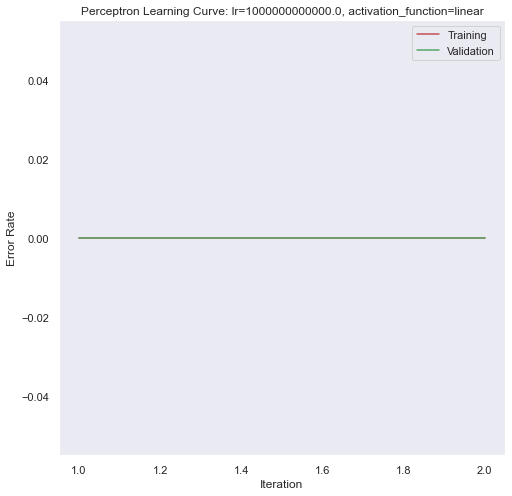 Perceptron Learning Curve: lr=1000000000000.0, activation_function=linear
Training
Validation
0.04
0.02
0.00
−0.02
−0.04
Error Rate
1.0 1.2 1.4 1.6 1.8 2.0
Iteration